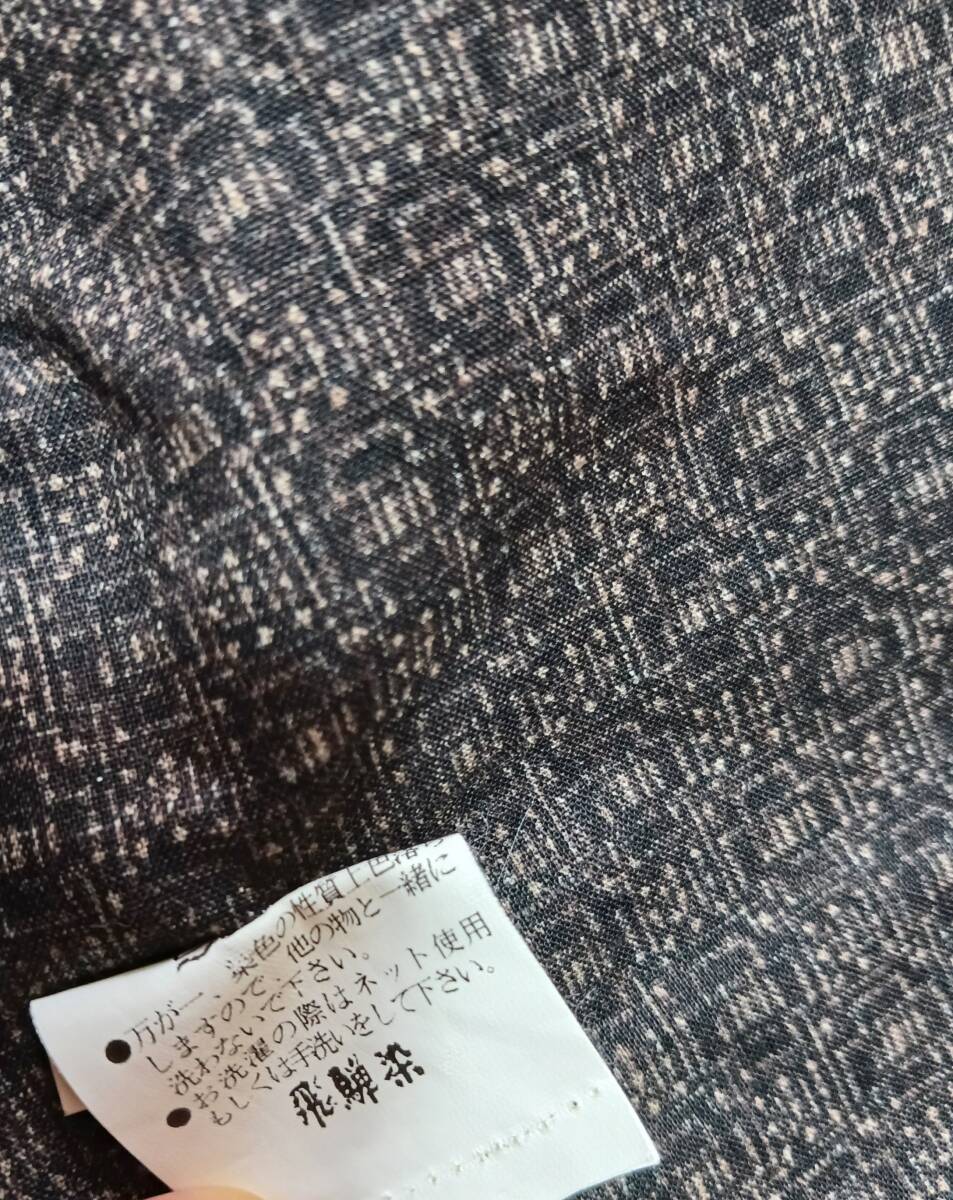 ●万が一、染色の性質上色落ち
しますので、他の物と一緒に
洗わないで下さい。
●お洗濯の際はネット使用
もしくは手洗いをして下さい。
飛騨染